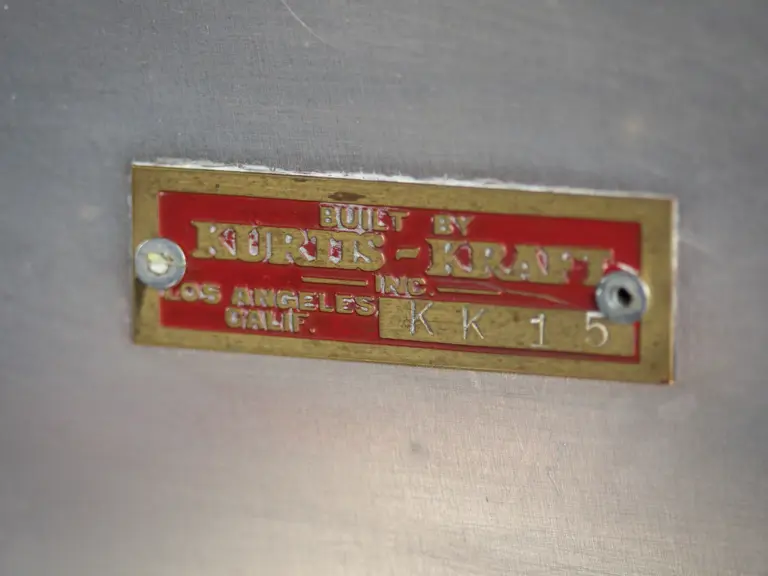 BUILT BY
KURTIS-KRAFT
INC.
LOS ANGELES,
CALIF.
KK15